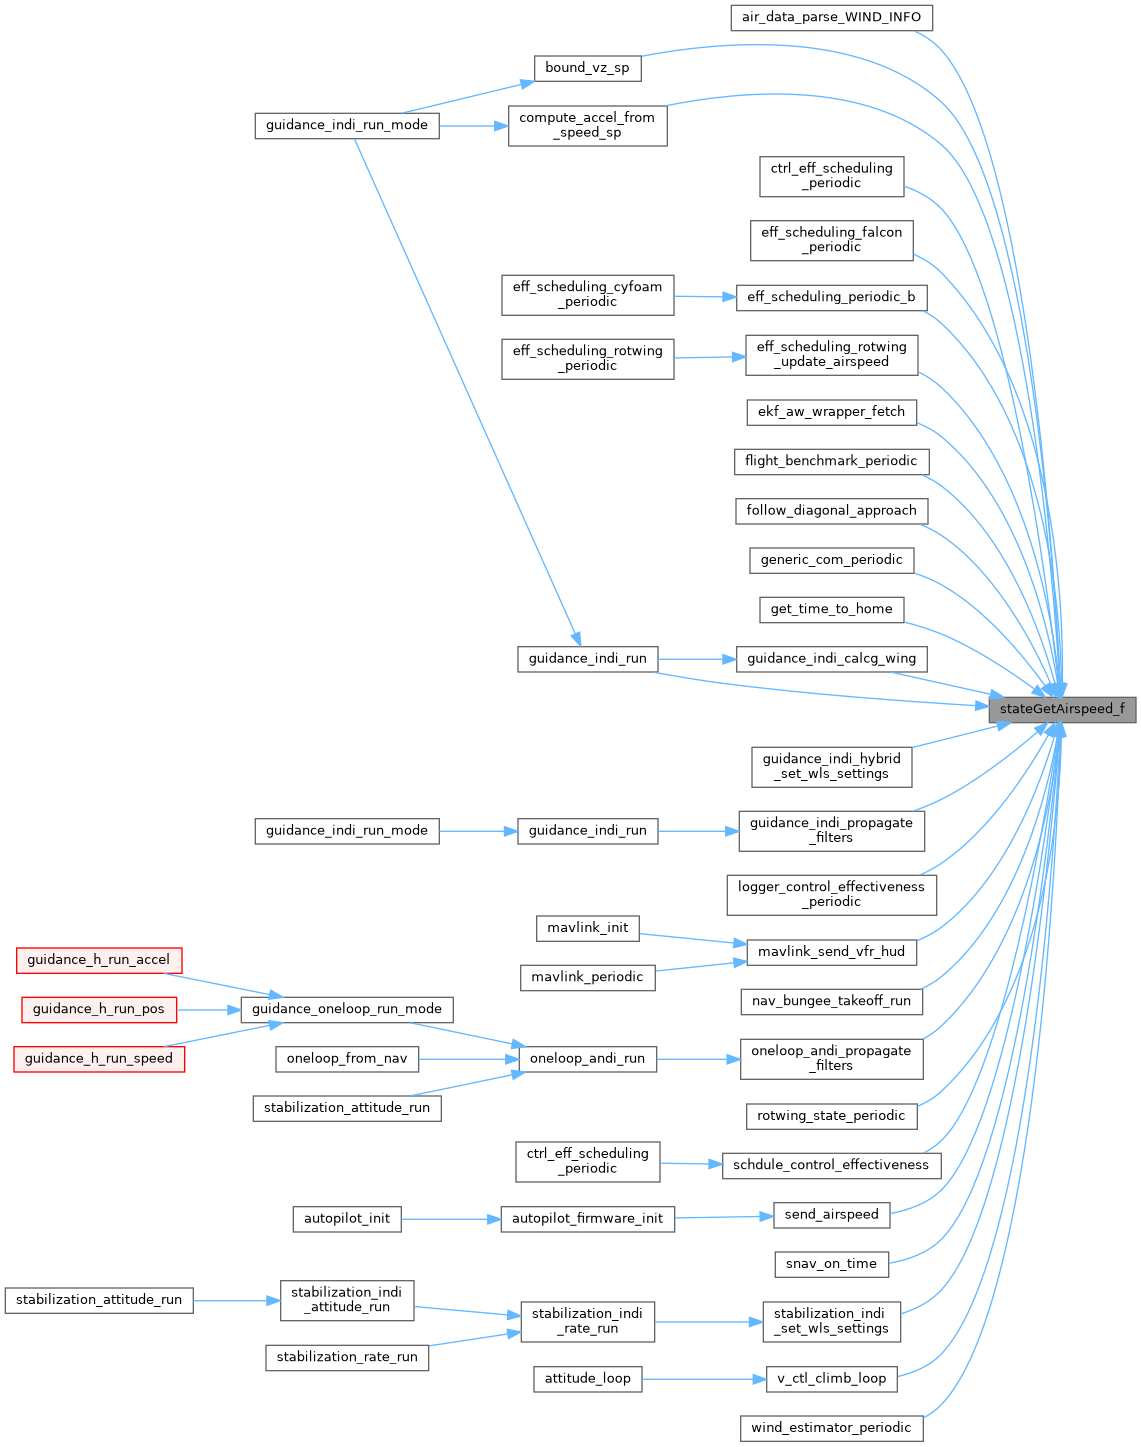 air_data_parse_WIND_INFO
bound_vz_sp
guidance_indi_run_mode
compute_accel_from
_speed_sp
ctrl_eff_scheduling
_periodic
eff_scheduling_falcon
_periodic
eff_scheduling_cyfoam
_periodic
eff_scheduling_periodic_b
eff_scheduling_rotwing
_periodic
eff_scheduling_rotwing
_update_airspeed
ekf_aw_wrapper_fetch
flight_benchmark_periodic
follow_diagonal_approach
generic_com_periodic
get_time_to_home
guidance_indi_run
guidance_indi_calcg_wing
stateGetAirspeed_f
guidance_indi_hybrid
_set_wls_settings
guidance_indi_run_mode
guidance_indi_run
guidance_indi_propagate
_filters
logger_control_effectiveness
_periodic
mavlink_init
mavlink_send_vfr_hud
mavlink_periodic
nav_bungee_takeoff_run
guidance_h_run_accel
guidance_h_run_pos
guidance_h_run_speed
guidance_oneloop_run_mode
oneloop_from_nav
stabilization_attitude_run
oneloop_andi_run
oneloop_andi_propagate
_filters
rotwing_state_periodic
ctrl_eff_scheduling
_periodic
schdule_control_effectiveness
autopilot_init
autopilot_firmware_init
send_airspeed
snav_on_time
stabilization_attitude_run
stabilization_indi
_attitude_run
stabilization_rate_run
stabilization_indi
_rate_run
stabilization_indi
_set_wls_settings
attitude_loop
v_ctl_climb_loop
wind_estimator_periodic